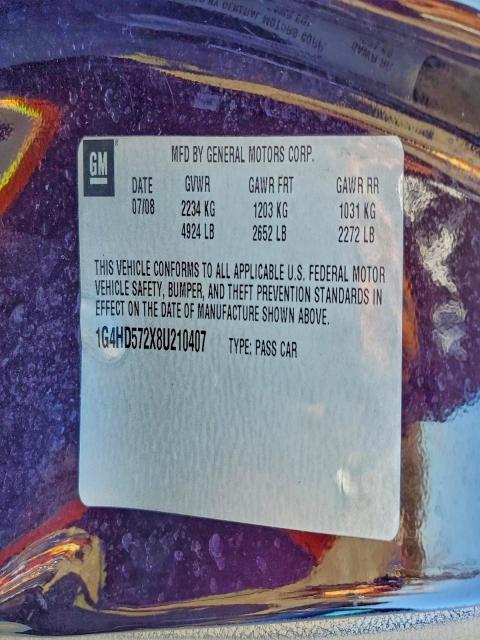 GM
MFD BY GENERAL MOTORS CORP.
DATE GVWR GAWR FRT GAWR RR
07/08 2234 KG 1203 KG 1031 KG
4924 LB 2652 LB 2272 LB
THIS VEHICLE CONFORMS TO ALL APPLICABLE U.S. FEDERAL MOTOR
VEHICLE SAFETY, BUMPER, AND THEFT PREVENTION STANDARDS IN
EFFECT ON THE DATE OF MANUFACTURE SHOWN ABOVE.
1G4HD572X8U210407 TYPE: PASS CAR